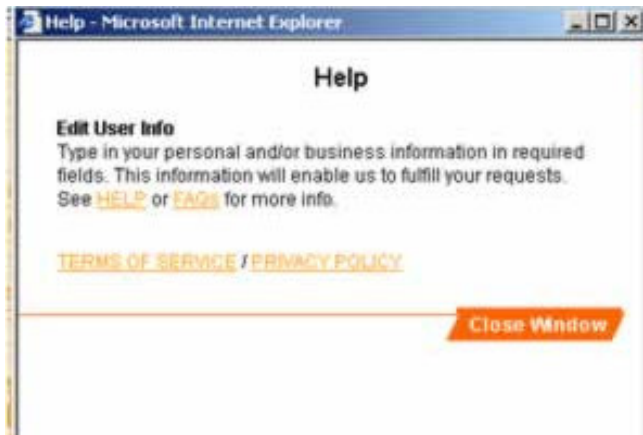 Help - Microsoft Internet Explorer
Help
Edit User Info
Type in your personal and/or business information in required
fields. This information will enable us to fulfill your requests.
See HELP or FAQs for more info.
TERMS OF SERVICE / PRIVACY POLICY
Close Window